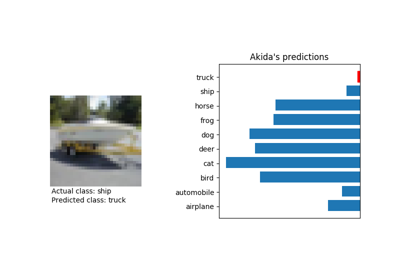 Akida's predictions
truck
ship
horse
frog
dog
deer
cat
bird
automobile
airplane
Actual class: ship
Predicted class: truck